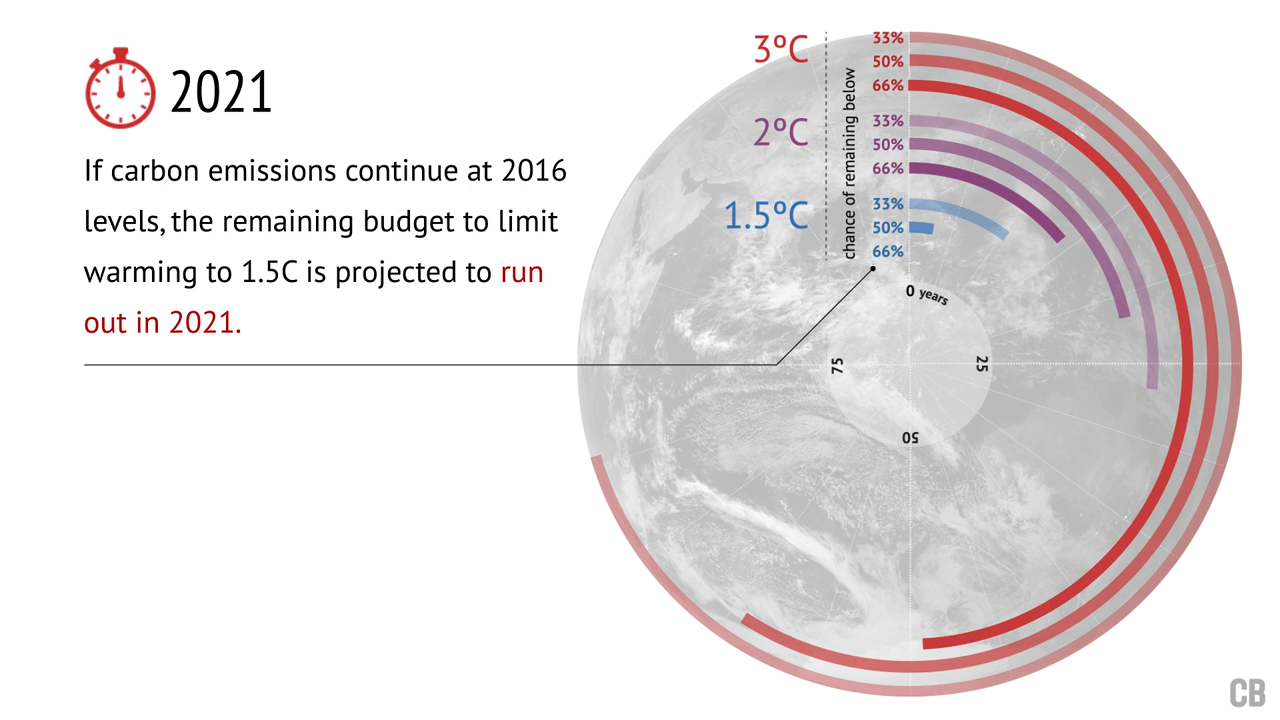 2021
If carbon emissions continue at 2016
levels, the remaining budget to limit
warming to 1.5C is projected to run
out in 2021.
3ºC
2ºC
1.5ºC
chance of remaining below
33%
50%
66%
33%
50%
66%
33%
50%
66%
0 years
25
50
75
CB